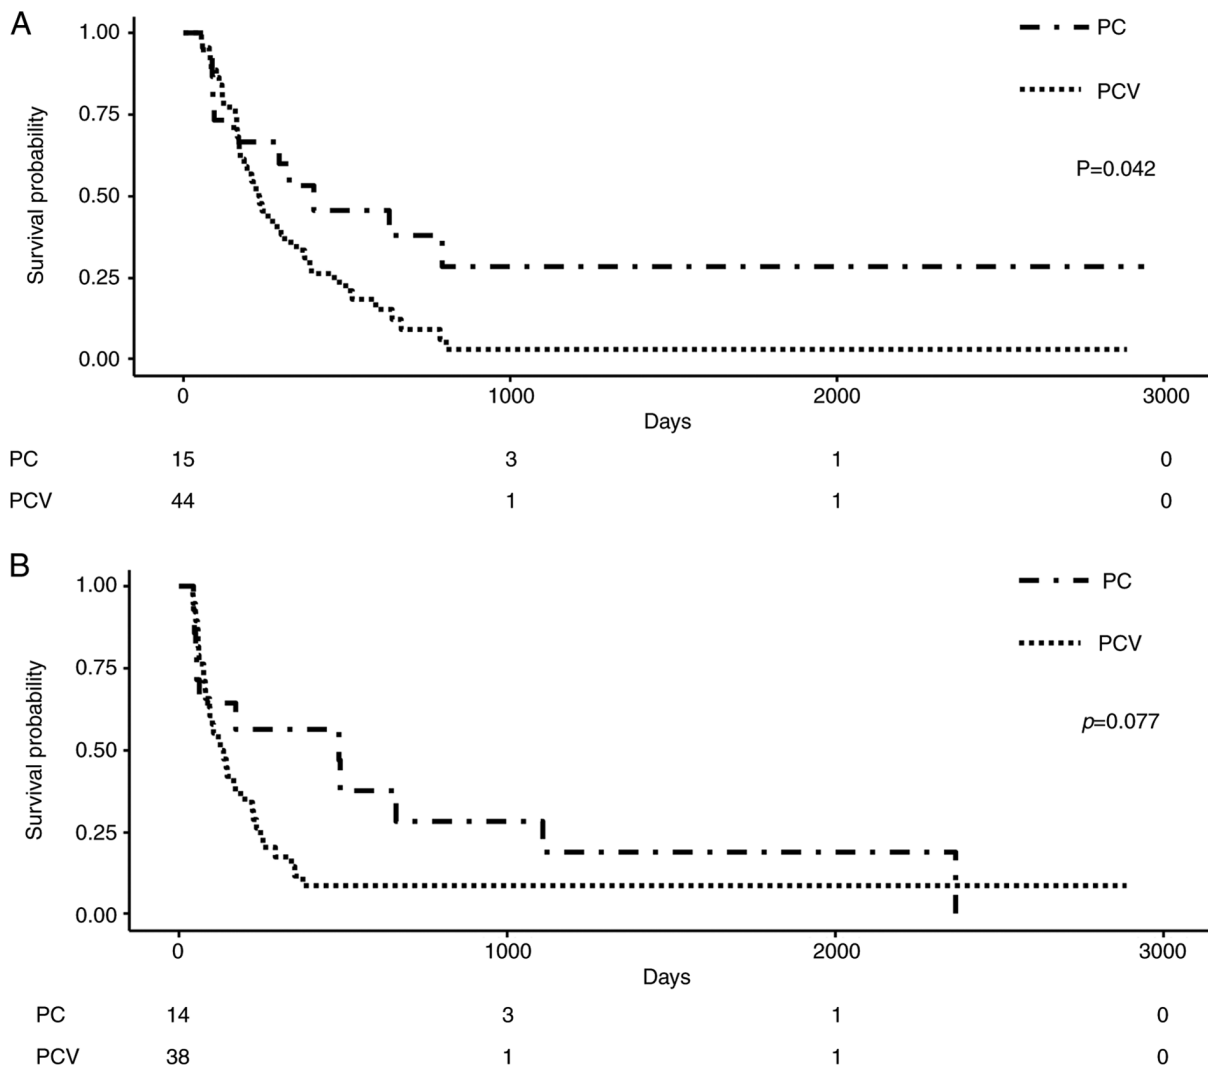 A
1.00
0.75
0.50
0.25
0.00
Survival probability
PC
PCV
P=0.042
0 1000 2000 3000
Days
PC 15 3 1 0
PCV 44 1 1 0
B
1.00
0.75
0.50
0.25
0.00
Survival probability
PC
PCV
p=0.077
0 1000 2000 3000
Days
PC 14 3 1 0
PCV 38 1 1 0